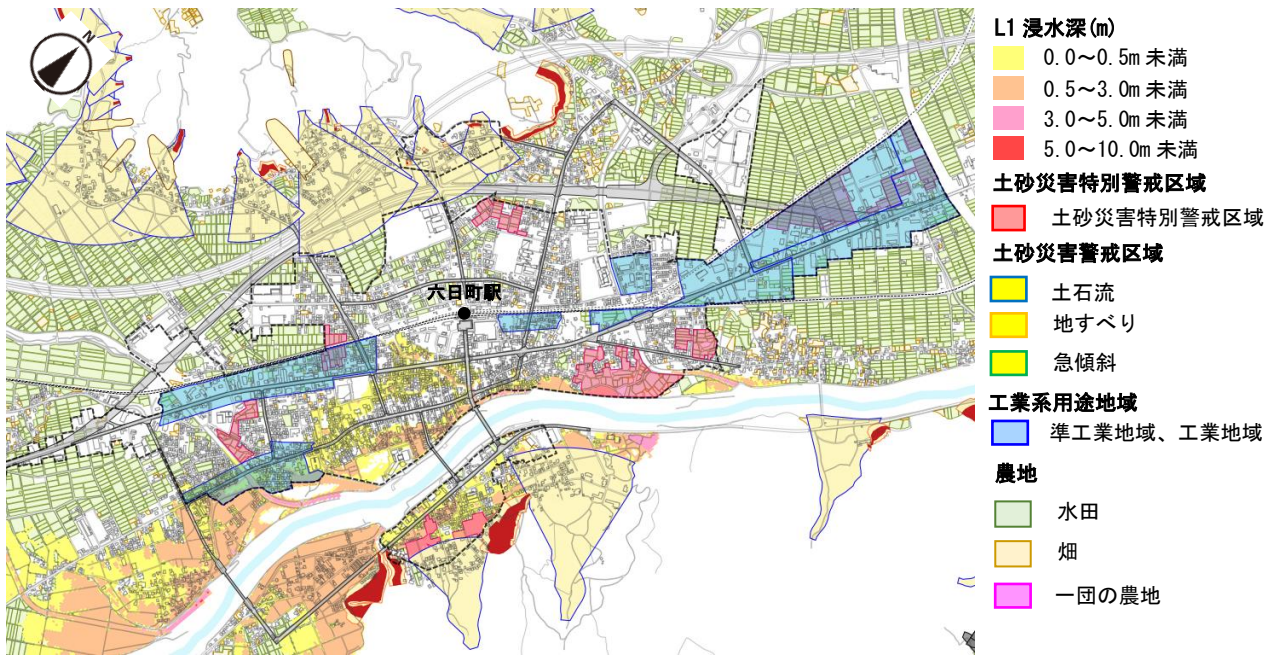 N
六日町駅
L1 浸水深(m)
0.0～0.5m 未満
0.5～3.0m 未満
3.0～5.0m 未満
5.0～10.0m 未満
土砂災害特別警戒区域
土砂災害特別警戒区域
土砂災害警戒区域
土石流
地すべり
急傾斜
工業系用途地域
準工業地域、工業地域
農地
水田
畑
一団の農地